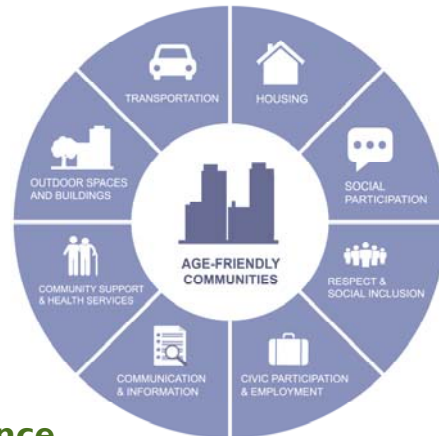 TRANSPORTATION
HOUSING
SOCIAL
PARTICIPATION
RESPECT &
SOCIAL INCLUSION
CIVIC PARTICIPATION
& EMPLOYMENT
COMMUNICATION
& INFORMATION
COMMUNITY SUPPORT
& HEALTH SERVICES
OUTDOOR SPACES
AND BUILDINGS
AGE-FRIENDLY
COMMUNITIES